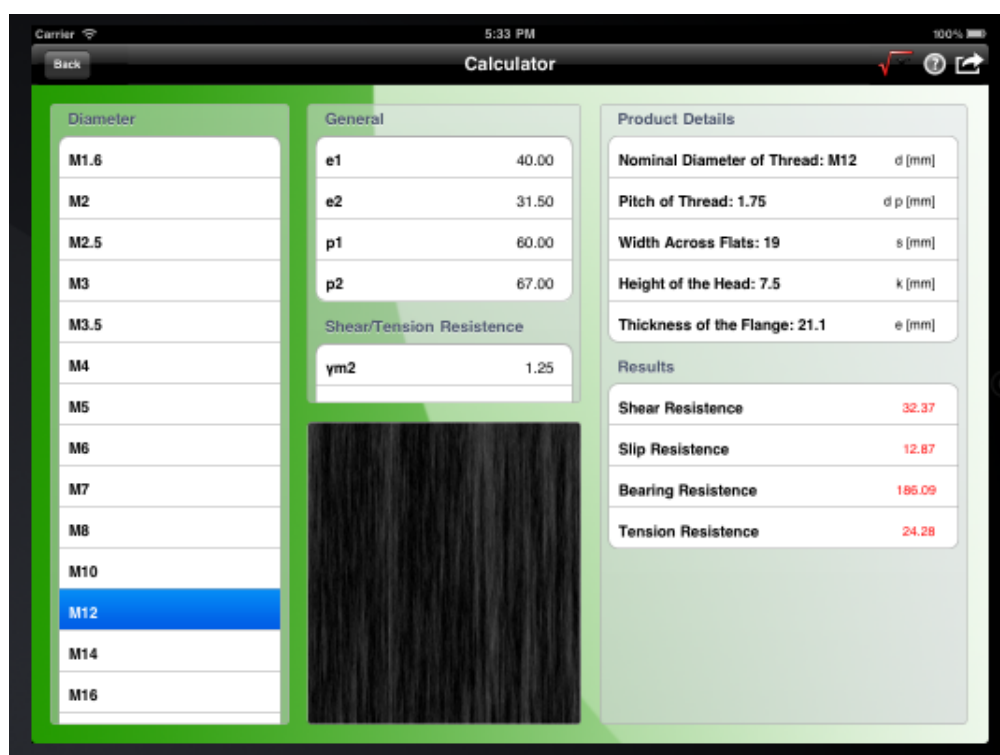 Carrier 5:33 PM 100%
Back Calculator ?
Diameter
M1.6
M2
M2.5
M3
M3.5
M4
M5
M6
M7
M8
M10
M12
M14
M16
General
e1 40.00
e2 31.50
p1 60.00
p2 67.00
Shear/Tension Resistence
γm2 1.25
Product Details
Nominal Diameter of Thread: M12 d [mm]
Pitch of Thread: 1.75 d p [mm]
Width Across Flats: 19 s [mm]
Height of the Head: 7.5 k [mm]
Thickness of the Flange: 21.1 e [mm]
Results
Shear Resistence 32.37
Slip Resistence 12.87
Bearing Resistence 186.09
Tension Resistence 24.28